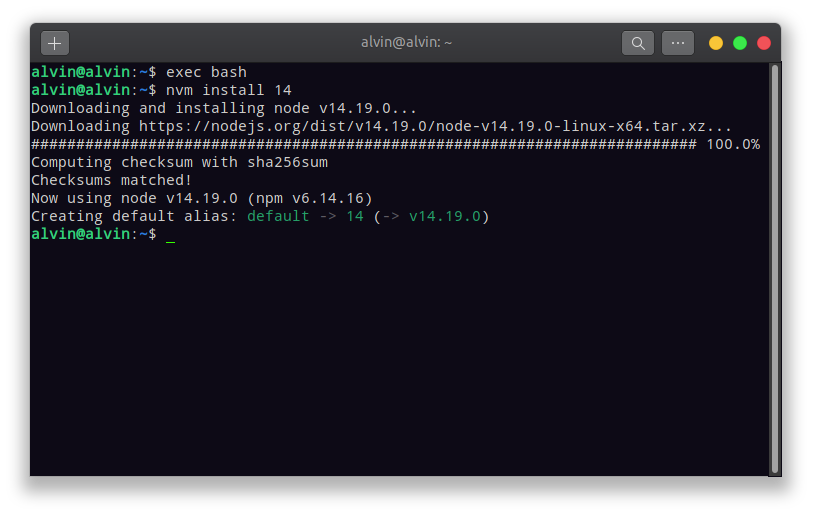 alvin@alvin: ~
alvin@alvin:~$ exec bash
alvin@alvin:~$ nvm install 14
Downloading and installing node v14.19.0...
Downloading https://nodejs.org/dist/v14.19.0/node-v14.19.0-linux-x64.tar.xz...
########################################################################## 100.0%
Computing checksum with sha256sum
Checksums matched!
Now using node v14.19.0 (npm v6.14.16)
Creating default alias: default -> 14 (-> v14.19.0)
alvin@alvin:~$ _